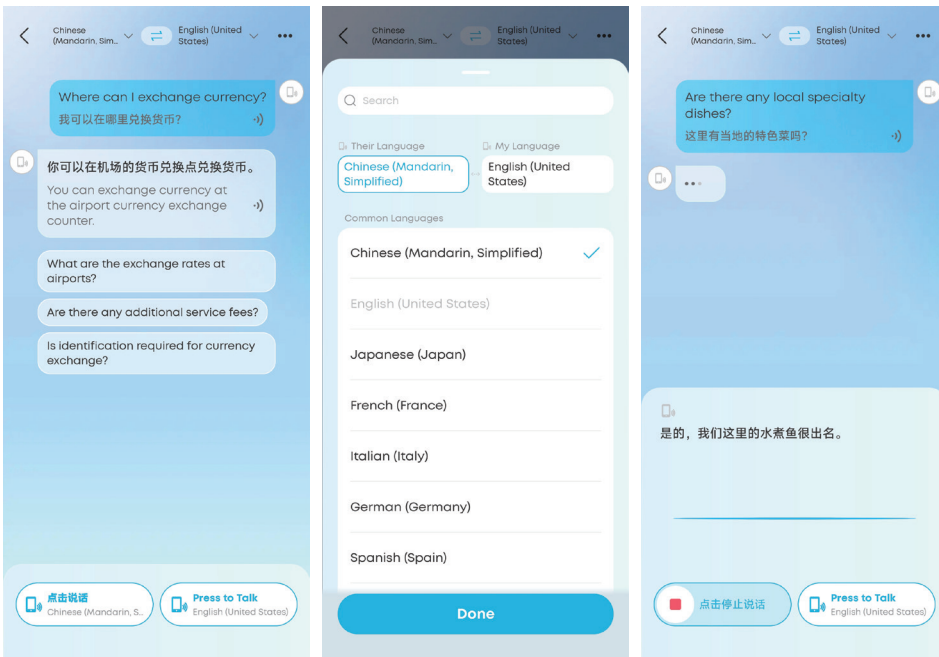 Chinese
(Mandarin, Sim...
English (United
States)
Where can I exchange currency?
我可以在哪里兑换货币？
你可以在机场的货币兑换点兑换货币。
You can exchange currency at
the airport currency exchange
counter.
What are the exchange rates at
airports?
Are there any additional service fees?
Is identification required for currency
exchange?
点击说话
Chinese (Mandarin, S...
Press to Talk
English (United States)
Chinese
(Mandarin, Sim...
English (United
States)
Search
Their Language
My Language
Chinese (Mandarin,
Simplified)
English (United
States)
Common Languages
Chinese (Mandarin, Simplified)
English (United States)
Japanese (Japan)
French (France)
Italian (Italy)
German (Germany)
Spanish (Spain)
Done
Chinese
(Mandarin, Sim...
English (United
States)
Are there any local specialty
dishes?
这里有当地的特色菜吗？
是的，我们这里的水煮鱼很出名。
点击停止说话
Press to Talk
English (United States)